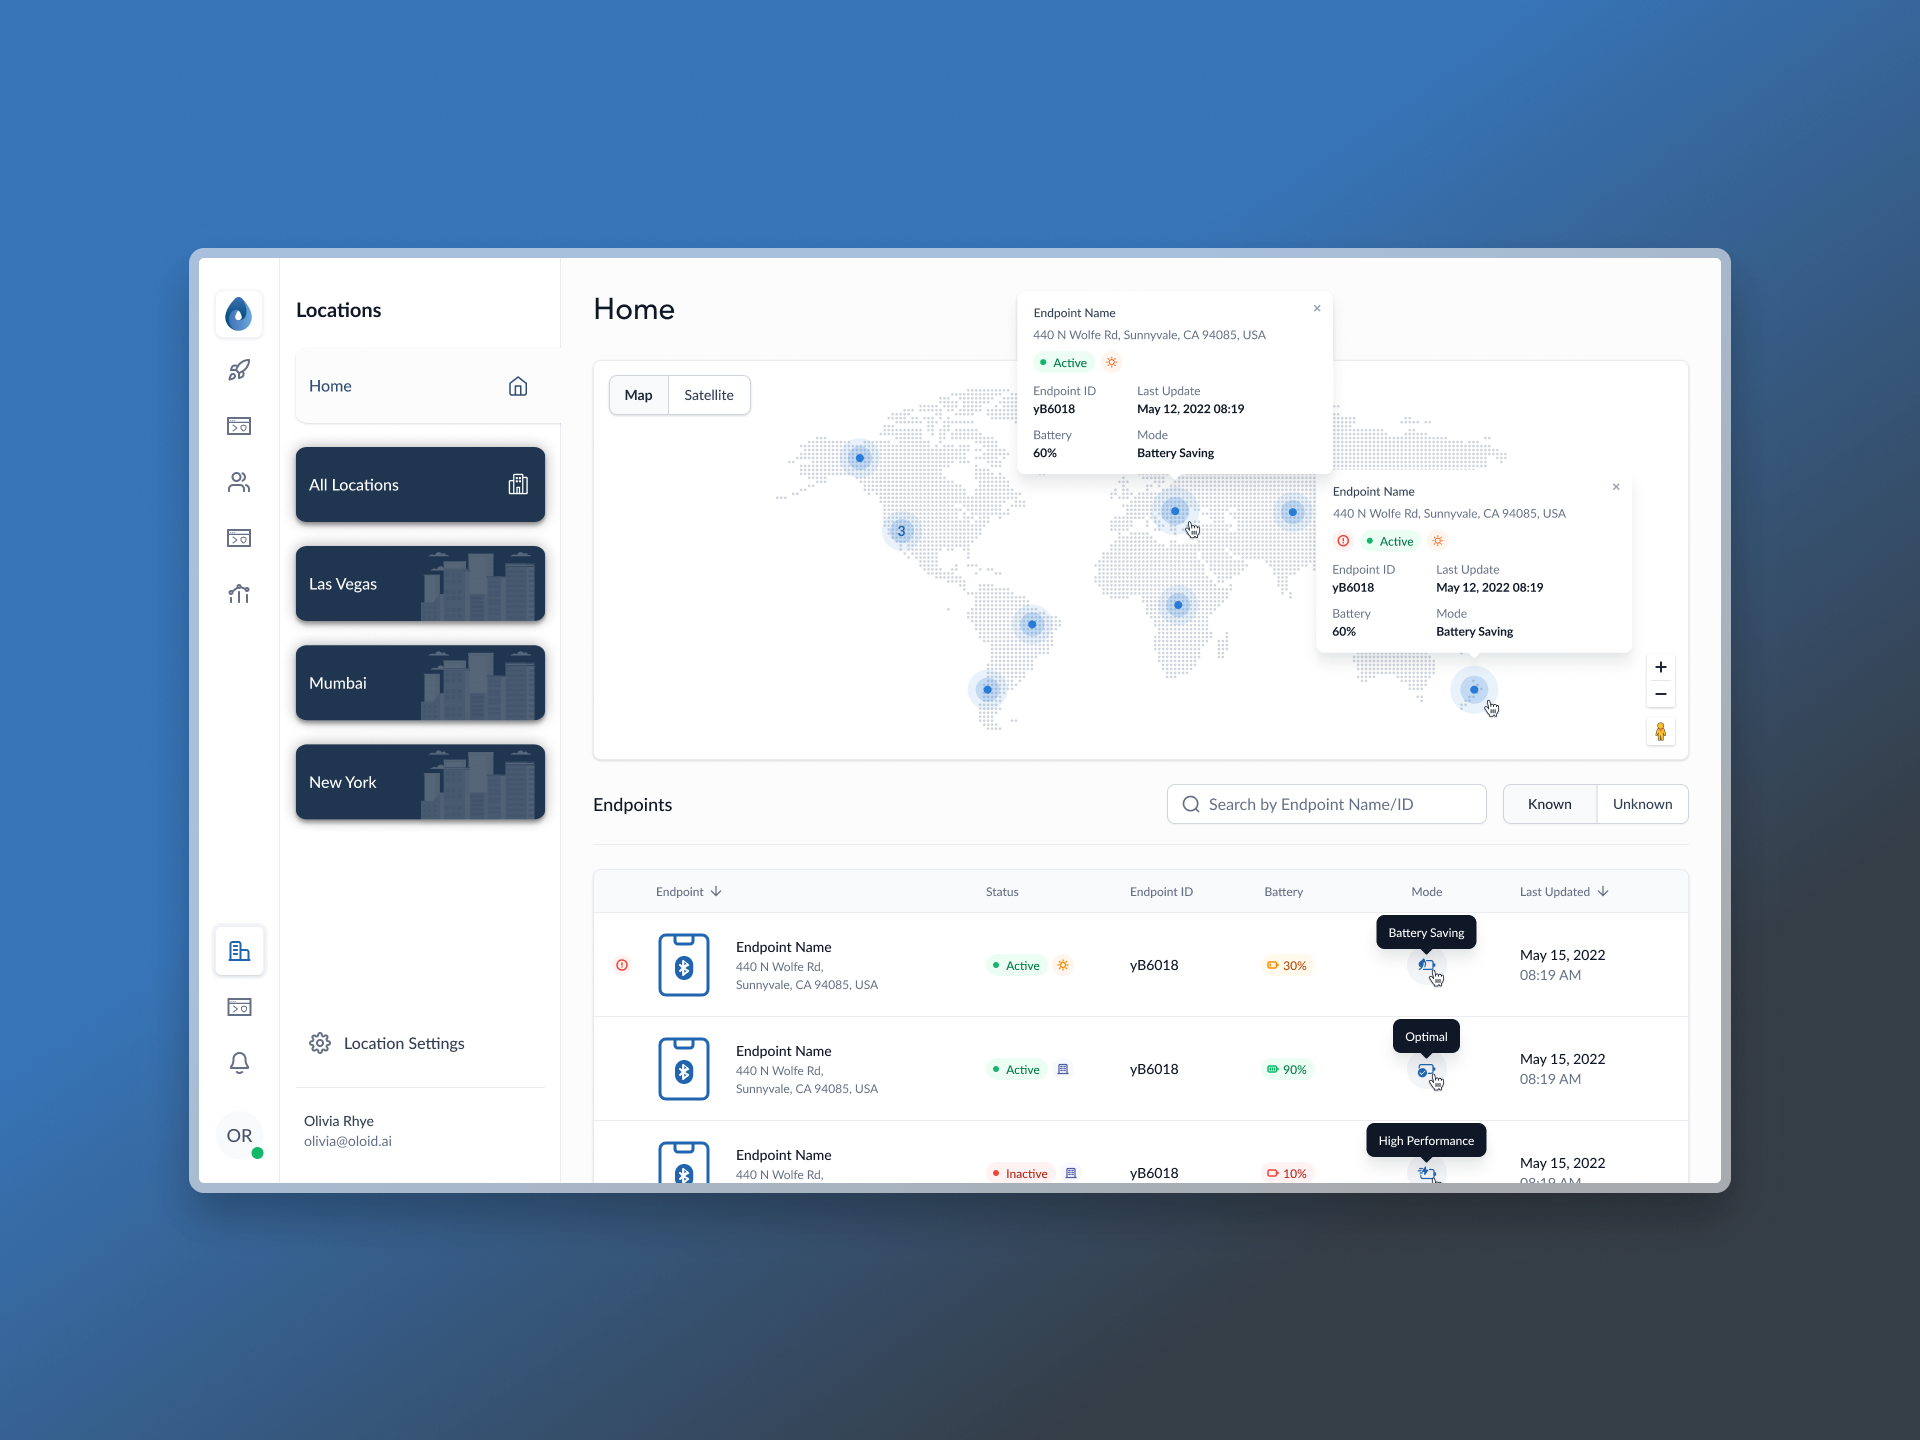 Locations
Home
All Locations
Las Vegas
Mumbai
New York
Location Settings
Olivia Rhye
olivia@oloid.ai
OR
Home
Map
Satellite
3
Endpoint Name
440 N Wolfe Rd, Sunnyvale, CA 94085, USA
Active
Endpoint ID
Last Update
yB6018
May 12, 2022 08:19
Battery
Mode
60%
Battery Saving
Endpoint Name
440 N Wolfe Rd, Sunnyvale, CA 94085, USA
Active
Endpoint ID
Last Update
yB6018
May 12, 2022 08:19
Battery
Mode
60%
Battery Saving
Endpoints
Search by Endpoint Name/ID
Known
Unknown
Endpoint
Status
Endpoint ID
Battery
Mode
Last Updated
Endpoint Name
440 N Wolfe Rd,
Sunnyvale, CA 94085, USA
Active
yB6018
30%
Battery Saving
May 15, 2022
08:19 AM
Endpoint Name
440 N Wolfe Rd,
Sunnyvale, CA 94085, USA
Active
yB6018
90%
Optimal
May 15, 2022
08:19 AM
Endpoint Name
440 N Wolfe Rd,
Inactive
yB6018
10%
High Performance
May 15, 2022
08:19 AM